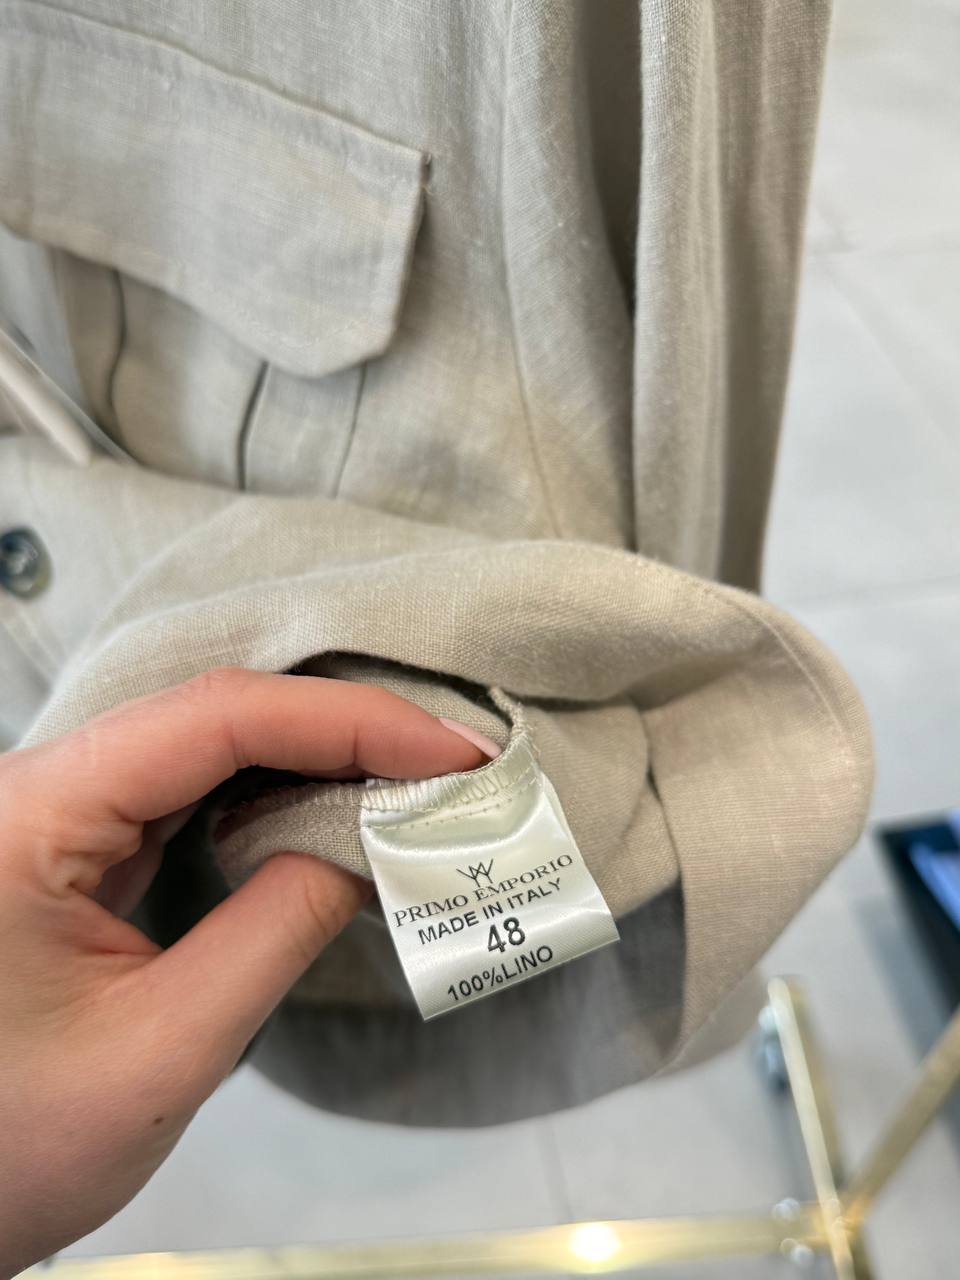 PRIMO EMPORIO
MADE IN ITALY
48
100%LINO